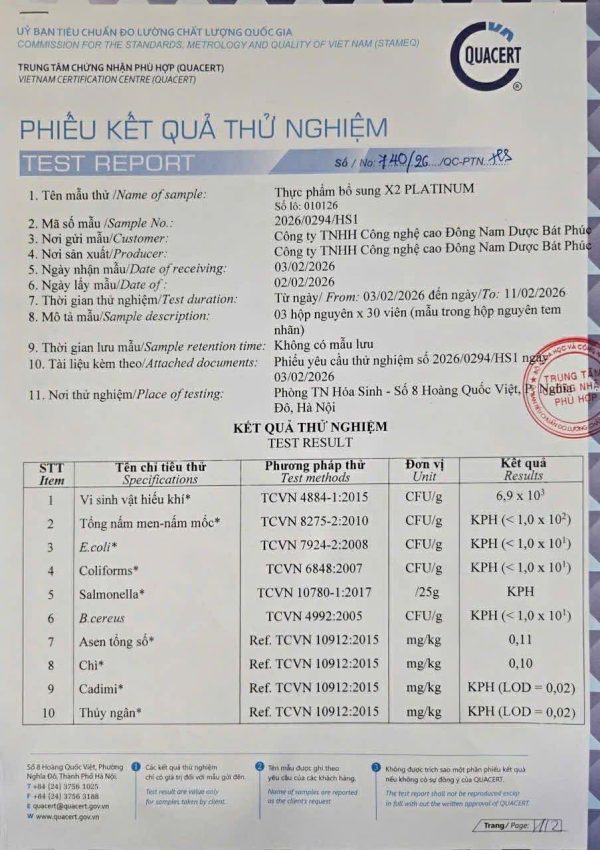 UỶ BAN TIÊU CHUẨN ĐO LƯỜNG CHẤT LƯỢNG QUỐC GIA
COMMISSION FOR THE STANDARDS, METROLOGY AND QUALITY OF VIET NAM (STAMEQ)
TRUNG TÂM CHỨNG NHẬN PHÙ HỢP (QUACERT)
VIETNAM CERTIFICATION CENTRE (QUACERT)
QUACERT
®
PHIẾU KẾT QUẢ THỬ NGHIỆM
TEST REPORT
Số / No: 740/26 /QC-PTN
1. Tên mẫu thử /Name of sample: Thực phẩm bổ sung X2 PLATINUM
Số lô: 010126
2. Mã số mẫu /Sample No.: 2026/0294/HS1
3. Nơi gửi mẫu/Customer: Công ty TNHH Công nghệ cao Đông Nam Dược Bát Phúc
4. Nơi sản xuất/Producer: Công ty TNHH Công nghệ cao Đông Nam Dược Bát Phúc
5. Ngày nhận mẫu/Date of receiving: 03/02/2026
6. Ngày lấy mẫu/Date of: 02/02/2026
7. Thời gian thử nghiệm/Test duration: Từ ngày/ From: 03/02/2026 đến ngày/To: 11/02/2026
8. Mô tả mẫu/Sample description: 03 hộp nguyên x 30 viên (mẫu trong hộp nguyên tem
nhãn)
9. Thời gian lưu mẫu/Sample retention time: Không có mẫu lưu
10. Tài liệu kèm theo/Attached documents: Phiếu yêu cầu thử nghiệm số 2026/0294/HS1 ngày
03/02/2026
11. Nơi thử nghiệm/Place of testing: Phòng TN Hóa Sinh - Số 8 Hoàng Quốc Việt, P. Nghĩa
Đô, Hà Nội
TRUNG TÂM
CHỨNG NHẬN
PHÙ HỢP
KẾT QUẢ THỬ NGHIỆM
TEST RESULT
STT Tên chỉ tiêu thử Phương pháp thử Đơn vị Kết quả
Item Specifications Test methods Unit Results
1 Vi sinh vật hiếu khí* TCVN 4884-1:2015 CFU/g 6,9 x 10³
2 Tổng nấm men-nấm mốc* TCVN 8275-2:2010 CFU/g KPH (< 1,0 x 10²)
3 E.coli* TCVN 7924-2:2008 CFU/g KPH (< 1,0 x 10¹)
4 Coliforms* TCVN 6848:2007 CFU/g KPH (< 1,0 x 10¹)
5 Salmonella* TCVN 10780-1:2017 /25g KPH
6 B.cereus TCVN 4992:2005 CFU/g KPH (< 1,0 x 10¹)
7 Asen tổng số* Ref. TCVN 10912:2015 mg/kg 0,11
8 Chì* Ref. TCVN 10912:2015 mg/kg 0,10
9 Cadimi* Ref. TCVN 10912:2015 mg/kg KPH (LOD = 0,02)
10 Thủy ngân* Ref. TCVN 10912:2015 mg/kg KPH (LOD = 0,02)
Số 8 Hoàng Quốc Việt, Phường
Nghĩa Đô, Thành Phố Hà Nội.
T +84 (24) 3756 1025
F +84 (24) 3756 3188
E quacert@quacert.gov.vn
W www.quacert.gov.vn
1 Các kết quả thử nghiệm
chỉ có giá trị đối với mẫu gửi đến.
Test result are value only
for samples taken by client.
2 Tên mẫu được ghi theo
yêu cầu của các khách hàng.
Name of samples are reported
as the client's request
3 Không được trích sao một phần phiếu kết quả
nếu không có sự đồng ý của QUACERT.
The test report shall not be reproduced excep
in full with out the written approval of QUACERT.
Trang/ Page: 1/2